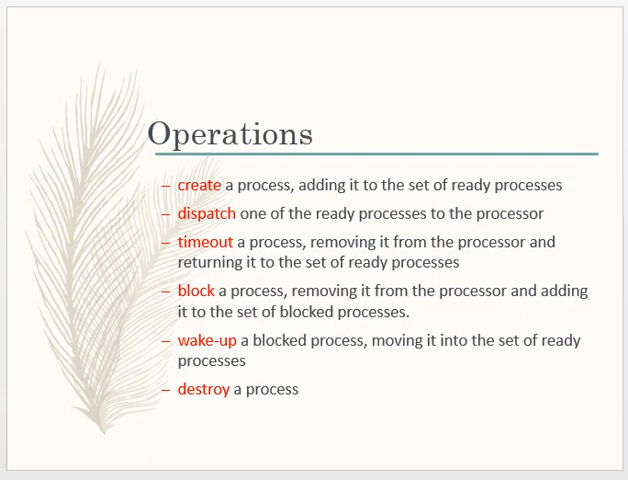 Operations
– create a process, adding it to the set of ready processes
– dispatch one of the ready processes to the processor
– timeout a process, removing it from the processor and
returning it to the set of ready processes
– block a process, removing it from the processor and adding
it to the set of blocked processes.
– wake-up a blocked process, moving it into the set of ready
processes
– destroy a process